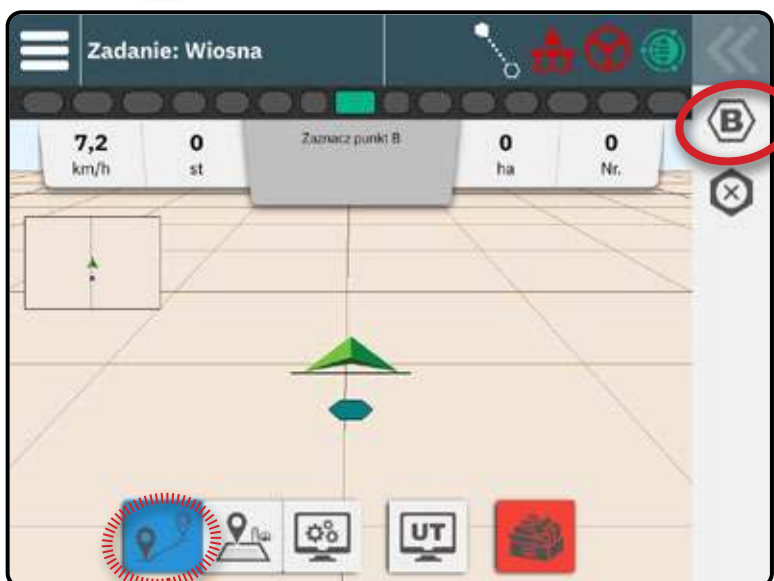 Zadanie: Wiosna
7,2
km/h
0
st
Zaznacz punkt B
0
ha
0
Nr.
B
UT